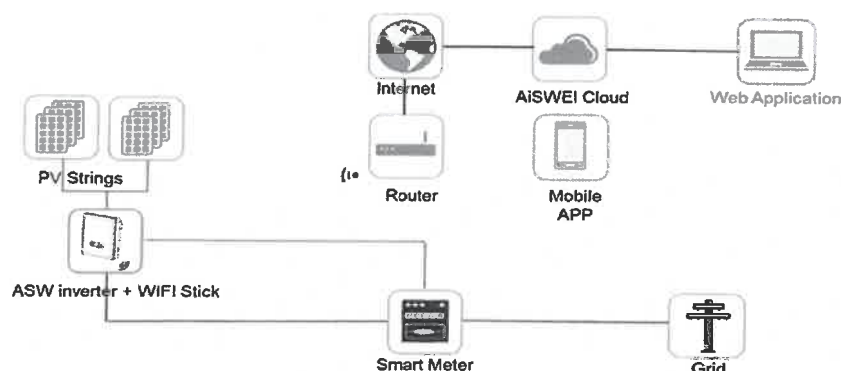 Internet
AiSWEI Cloud
Web Application
PV Strings
Router
Mobile
APP
ASW inverter + WIFI Stick
Smart Meter
Grid